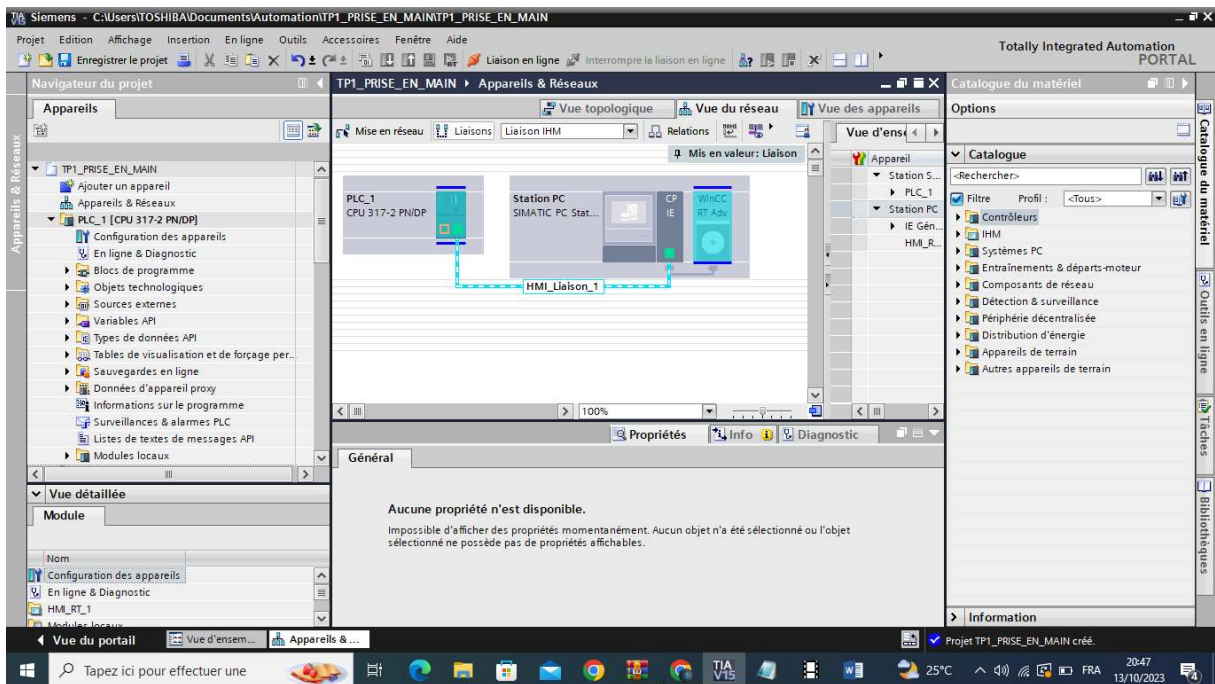 Siemens - C:\Users\TOSHIBA\Documents\Automation\TP1_PRISE_EN_MAIN\TP1_PRISE_EN_MAIN
Projet Edition Affichage Insertion En ligne Outils Accessoires Fenêtre Aide
Totally Integrated Automation
PORTAL
Enregistrer le projet Liaison en ligne Interrompre la liaison en ligne
Navigateur du projet
TP1_PRISE_EN_MAIN Appareils & Réseaux
Catalogue du matériel
Appareils
Vue topologique Vue du réseau Vue des appareils
Options
Mise en réseau Liaisons Liaison IHM Relations
Vue d'ense
Mis en valeur: Liaison
TP1_PRISE_EN_MAIN
Ajouter un appareil
Appareils & Réseaux
PLC_1 [CPU 317-2 PN/DP]
Configuration des appareils
En ligne & Diagnostic
Blocs de programme
Objets technologiques
Sources externes
Variables API
Types de données API
Tables de visualisation et de forçage per...
Sauvegardes en ligne
Données d'appareil proxy
Informations sur le programme
Surveillances & alarmes PLC
Listes de textes de messages API
Modules locaux
PLC_1
CPU 317-2 PN/DP
Station PC
SIMATIC PC Stat...
CP
IE
WinCC
RT Adv
HMI_Liaison_1
100%
Appareil
Station S...
PLC_1
Station PC
IE Gén...
HMI_R...
Catalogue
<Rechercher>
Filtre Profil : <Tous>
Contrôleurs
IHM
Systèmes PC
Entraînements & départs-moteur
Composants de réseau
Détection & surveillance
Périphérie décentralisée
Distribution d'énergie
Appareils de terrain
Autres appareils de terrain
Information
Appareils & Réseaux
Catalogue du matériel
Outils en ligne
Tâches
Bibliothèques
Propriétés Info Diagnostic
Général
Aucune propriété n'est disponible.
Impossible d'afficher des propriétés momentanément. Aucun objet n'a été sélectionné ou l'objet
sélectionné ne possède pas de propriétés affichables.
Vue détaillée
Module
Nom
Configuration des appareils
En ligne & Diagnostic
HMI_RT_1
Modules locaux
Vue du portail Vue d'ensem... Appareils & ...
Projet TP1_PRISE_EN_MAIN créé.
Tapez ici pour effectuer une
TIA
V15
25°C
FRA
20:47
13/10/2023